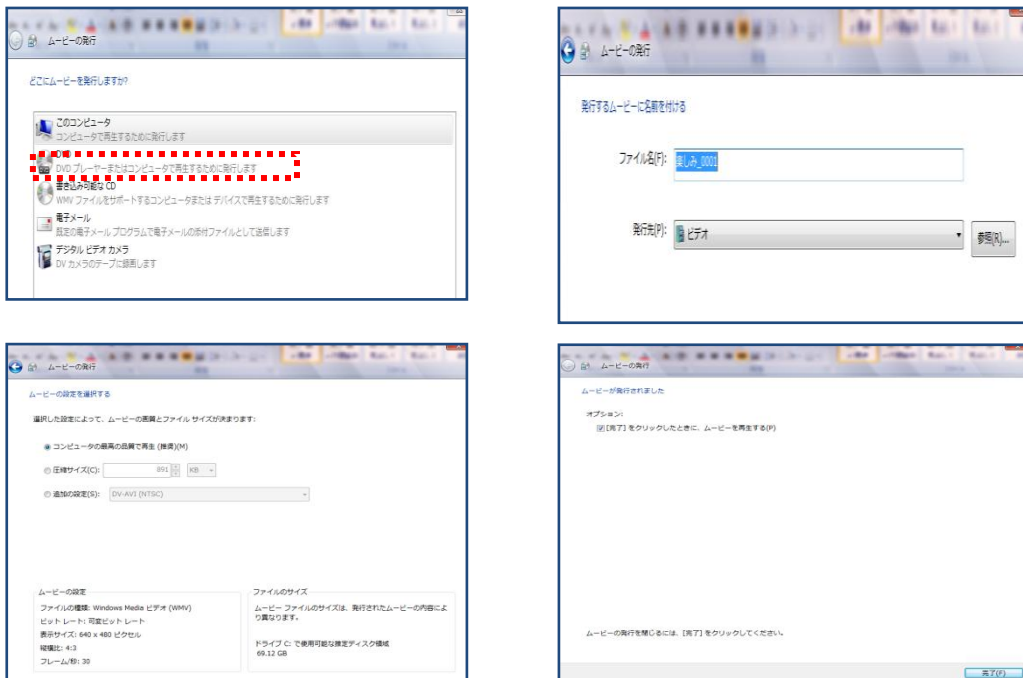 ムービーの発行
どこにムービーを発行しますか?
このコンピュータ
コンピュータで再生するために発行します
DVD
DVD プレーヤーまたはコンピュータで再生するために発行します
書き込み可能な CD
WMV ファイルをサポートするコンピュータまたは デバイスで再生するために発行します
電子メール
既定の電子メール プログラムで電子メールの添付ファイルとして送信します
デジタル ビデオ カメラ
DV カメラのテープに録画します
ムービーの発行
発行するムービーに名前を付ける
ファイル名(F): 楽しみ_0001
発行先(P): ビデオ 参照(R)...
ムービーの発行
ムービーの設定を選択する
選択した設定によって、ムービーの画質とファイル サイズが決まります:
コンピュータの最高の品質で再生 (推奨)(M)
圧縮サイズ(C): 891 KB
追加の設定(S): DV-AVI (NTSC)
ムービーの設定
ファイルの種類: Windows Media ビデオ (WMV)
ビット レート: 可変ビット レート
表示サイズ: 640 x 480 ピクセル
縦横比: 4:3
フレーム/秒: 30
ファイルのサイズ
ムービー ファイルのサイズは、発行されたムービーの内容によ
り異なります。
ドライブ C: で使用可能な推定ディスク領域
69.12 GB
ムービーの発行
ムービーが発行されました
オプション:
[完了] をクリックしたときに、ムービーを再生する(P)
ムービーの発行を閉じるには、[完了] をクリックしてください。
完了(F)